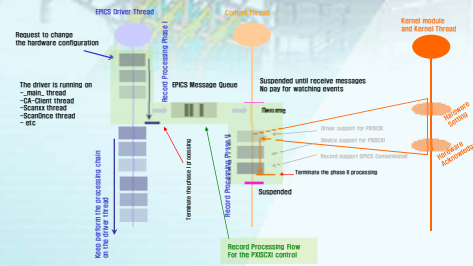 EPICS Driver Thread
Convert Thread
Kernel module
and Kernel Thread
Request to change
the hardware configuration
Record Processing Phase I
The driver is running on
-_main_ thread
-CA-Client thread
-Scanxx thread
-ScanOnce thread
- etc
EPICS Message Queue
Suspended until receive messages
No pay for watching events
Resume
Hardware
Setting
Driver support for PXISCXI
Device support for PXISCXI
Record support EPICS Conventional
Hardware
Terminate the phase I processing
Record Processing Phase II
Terminate the phase II processing
Suspended
Keep perform the processing chain
on the driver thread
Record Processing Flow
For the PXISCXI control